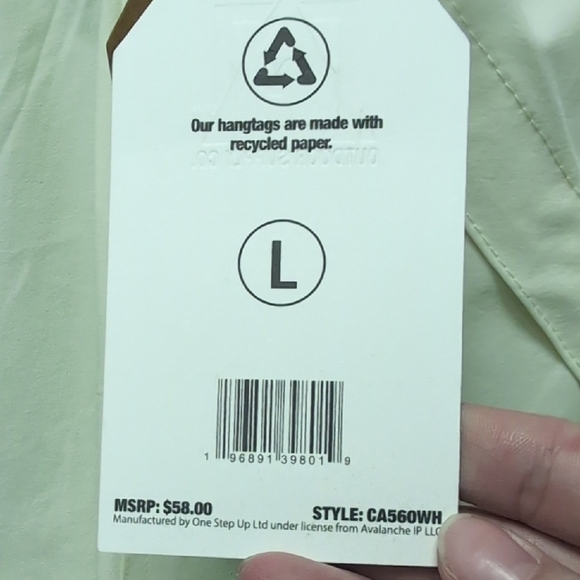 Our hangtags are made with
recycled paper.
L
1 96891 39801 9
MSRP: $58.00
STYLE: CA560WH
Manufactured by One Step Up Ltd under license from Avalanche IP LLC